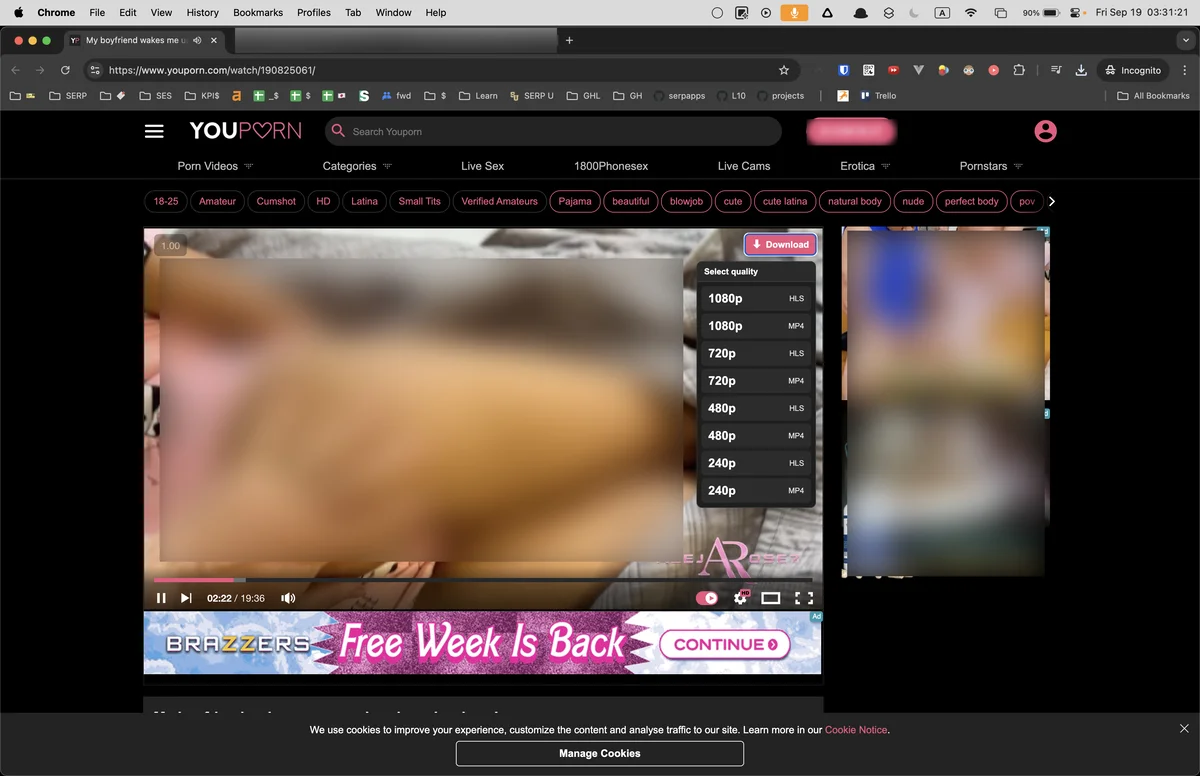 Chrome File Edit View History Bookmarks Profiles Tab Window Help A 90% Fri Sep 19 03:31:21
My boyfriend wakes me u
https://www.youporn.com/watch/190825061/ Incognito
SERP SES KPI$ a _$ $ S fwd $ Learn SERP U GHL GH serpapps L10 projects Trello All Bookmarks
YOUPORN Search Youporn
Porn Videos Categories Live Sex 1800Phonesex Live Cams Erotica Pornstars
18-25 Amateur Cumshot HD Latina Small Tits Verified Amateurs Pajama beautiful blowjob cute cute latina natural body nude perfect body pov
1.00 Download
Select quality
1080p HLS
1080p MP4
720p HLS
720p MP4
480p HLS
480p MP4
240p HLS
240p MP4
02:22 / 19:36 HD
BRAZZERS Free Week Is Back CONTINUE Ad
We use cookies to improve your experience, customize the content and analyse traffic to our site. Learn more in our Cookie Notice.
Manage Cookies